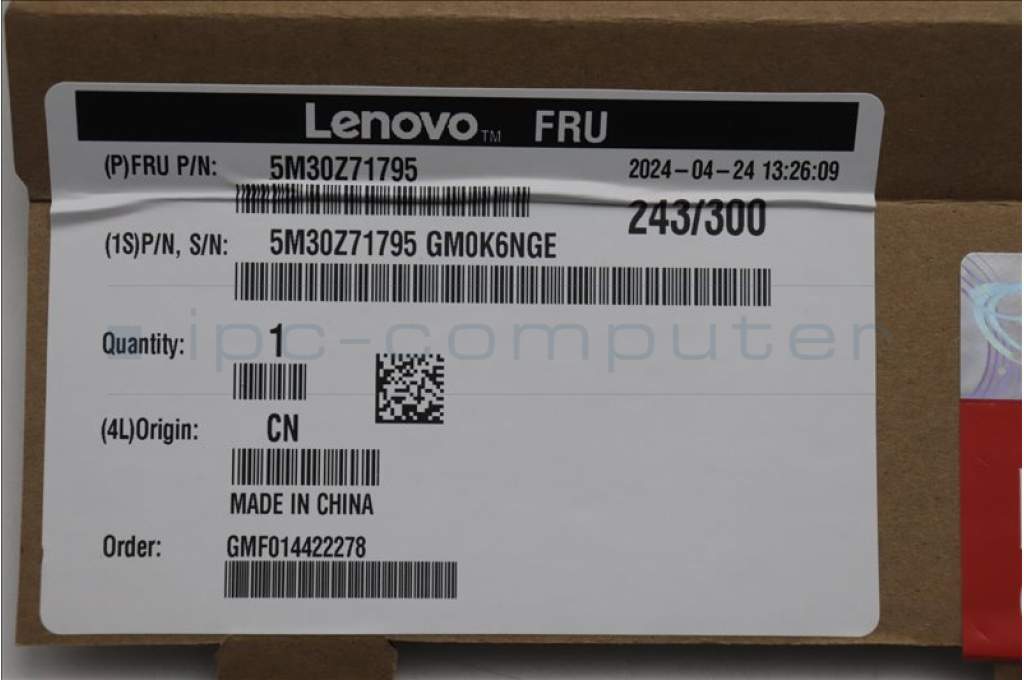 Lenovo™ FRU
(P)FRU P/N: 5M30Z71795 2024-04-24 13:26:09
243/300
(1S)P/N, S/N: 5M30Z71795 GM0K6NGE
ipc-computer
Quantity: 1
(4L)Origin: CN
MADE IN CHINA
Order: GMF014422278